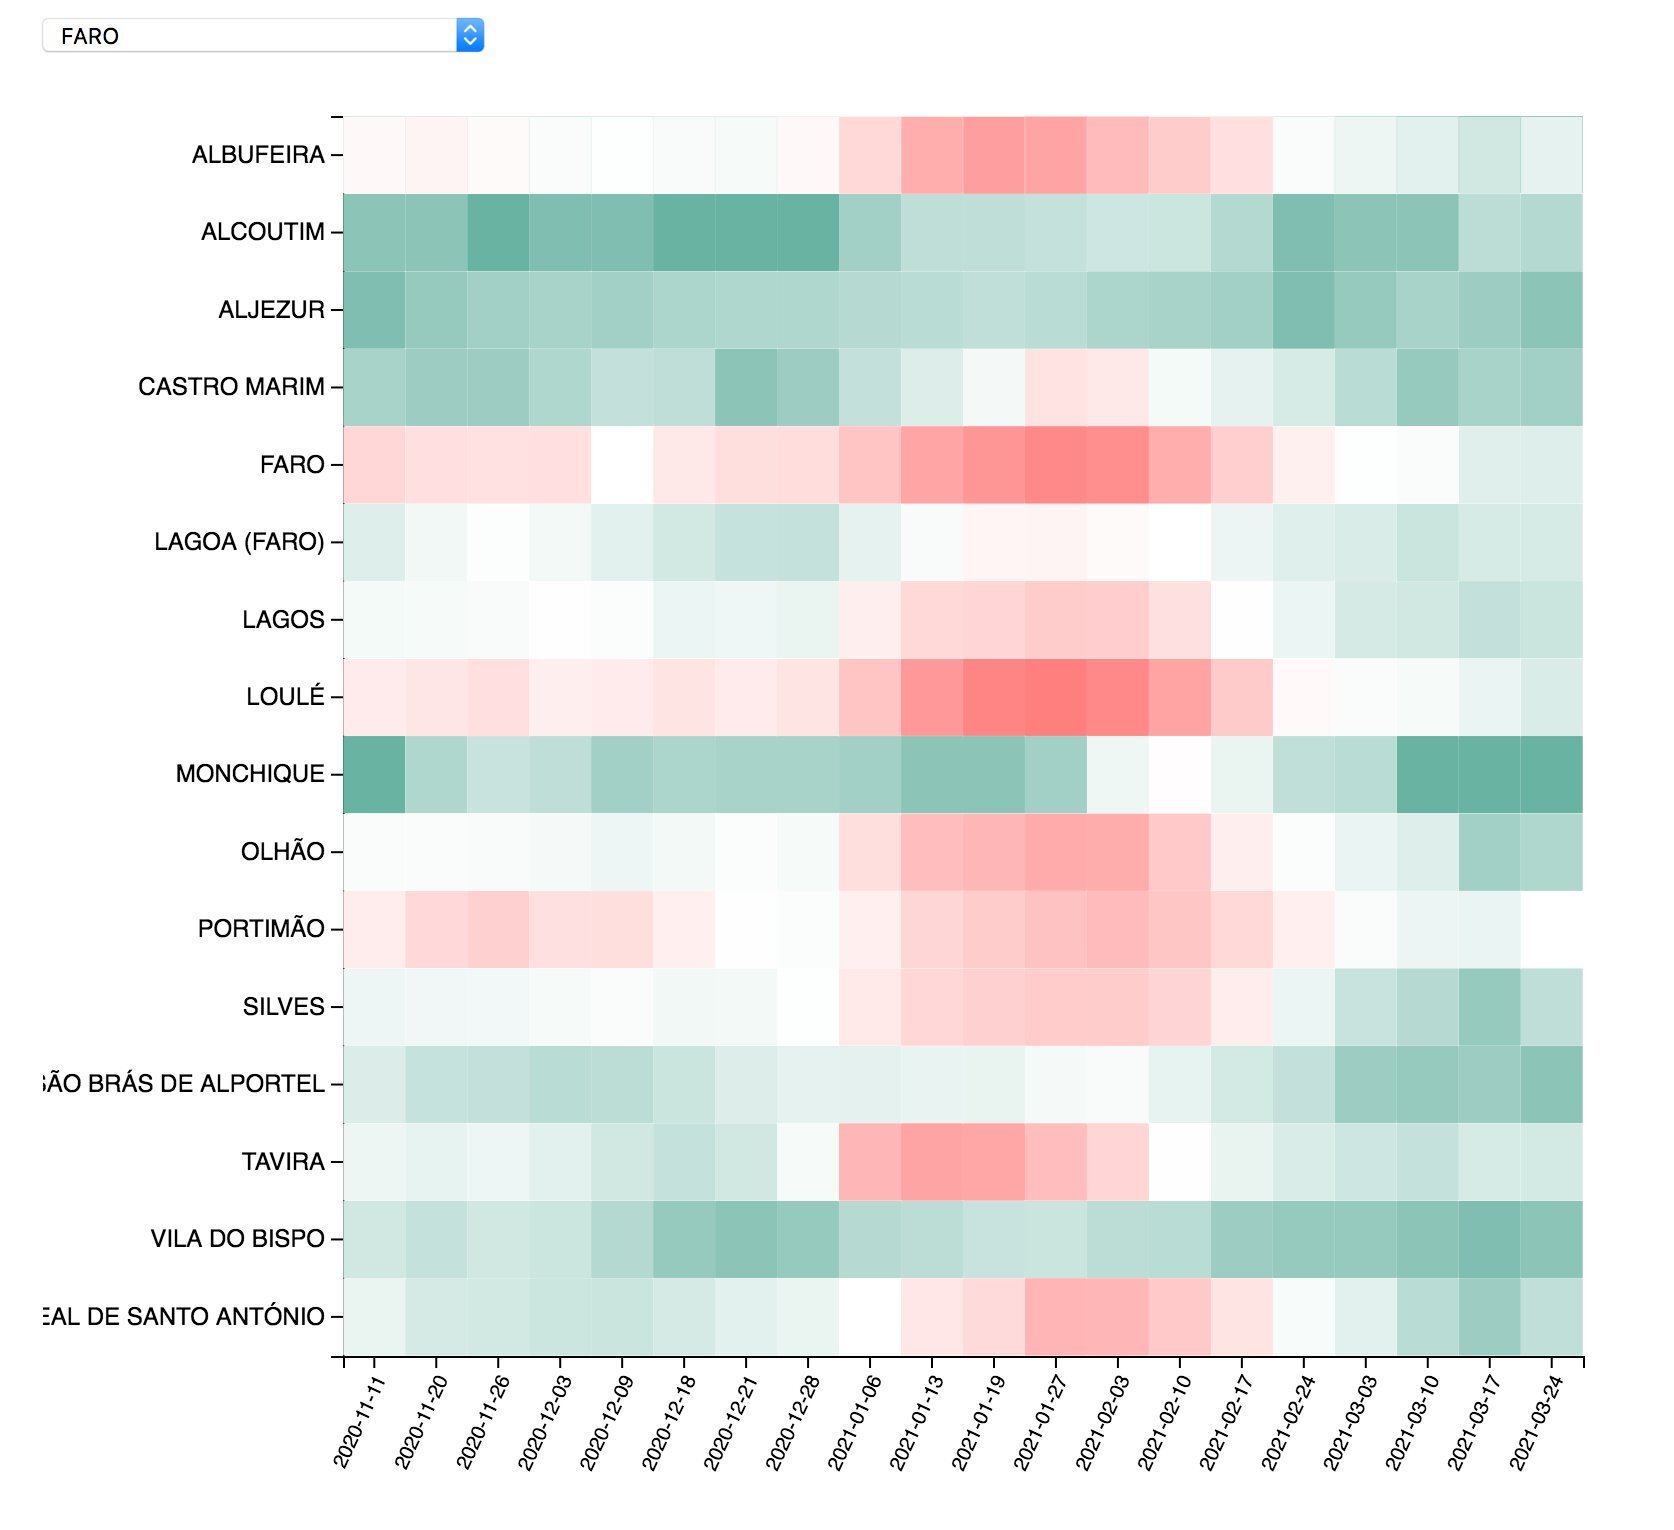 FARO
ALBUFEIRA
ALCOUTIM
ALJEZUR
CASTRO MARIM
FARO
LAGOA (FARO)
LAGOS
LOULÉ
MONCHIQUE
OLHÃO
PORTIMÃO
SILVES
ÃO BRÁS DE ALPORTEL
TAVIRA
VILA DO BISPO
EAL DE SANTO ANTÓNIO
2020-11-11
2020-11-20
2020-11-26
2020-12-03
2020-12-09
2020-12-18
2020-12-21
2020-12-28
2021-01-06
2021-01-13
2021-01-19
2021-01-27
2021-02-03
2021-02-10
2021-02-17
2021-02-24
2021-03-03
2021-03-10
2021-03-17
2021-03-24